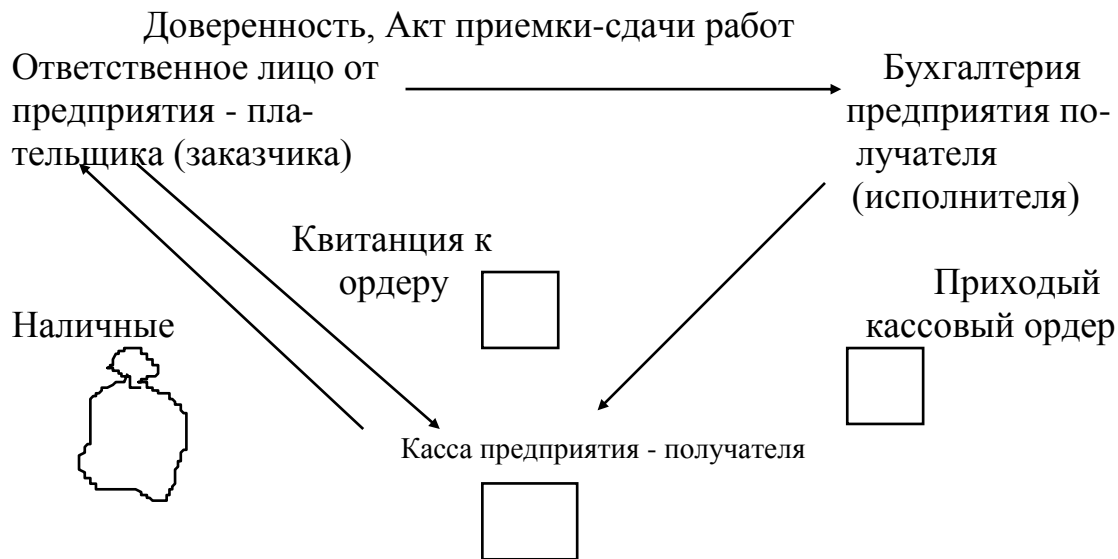 Доверенность, Акт приемки-сдачи работ
Ответственное лицо от
предприятия - пла-
тельщика (заказчика)
Бухгалтерия
предприятия по-
лучателя
(исполнителя)
Квитанция к
ордеру
Приходый
кассовый ордер
Наличные
Касса предприятия - получателя